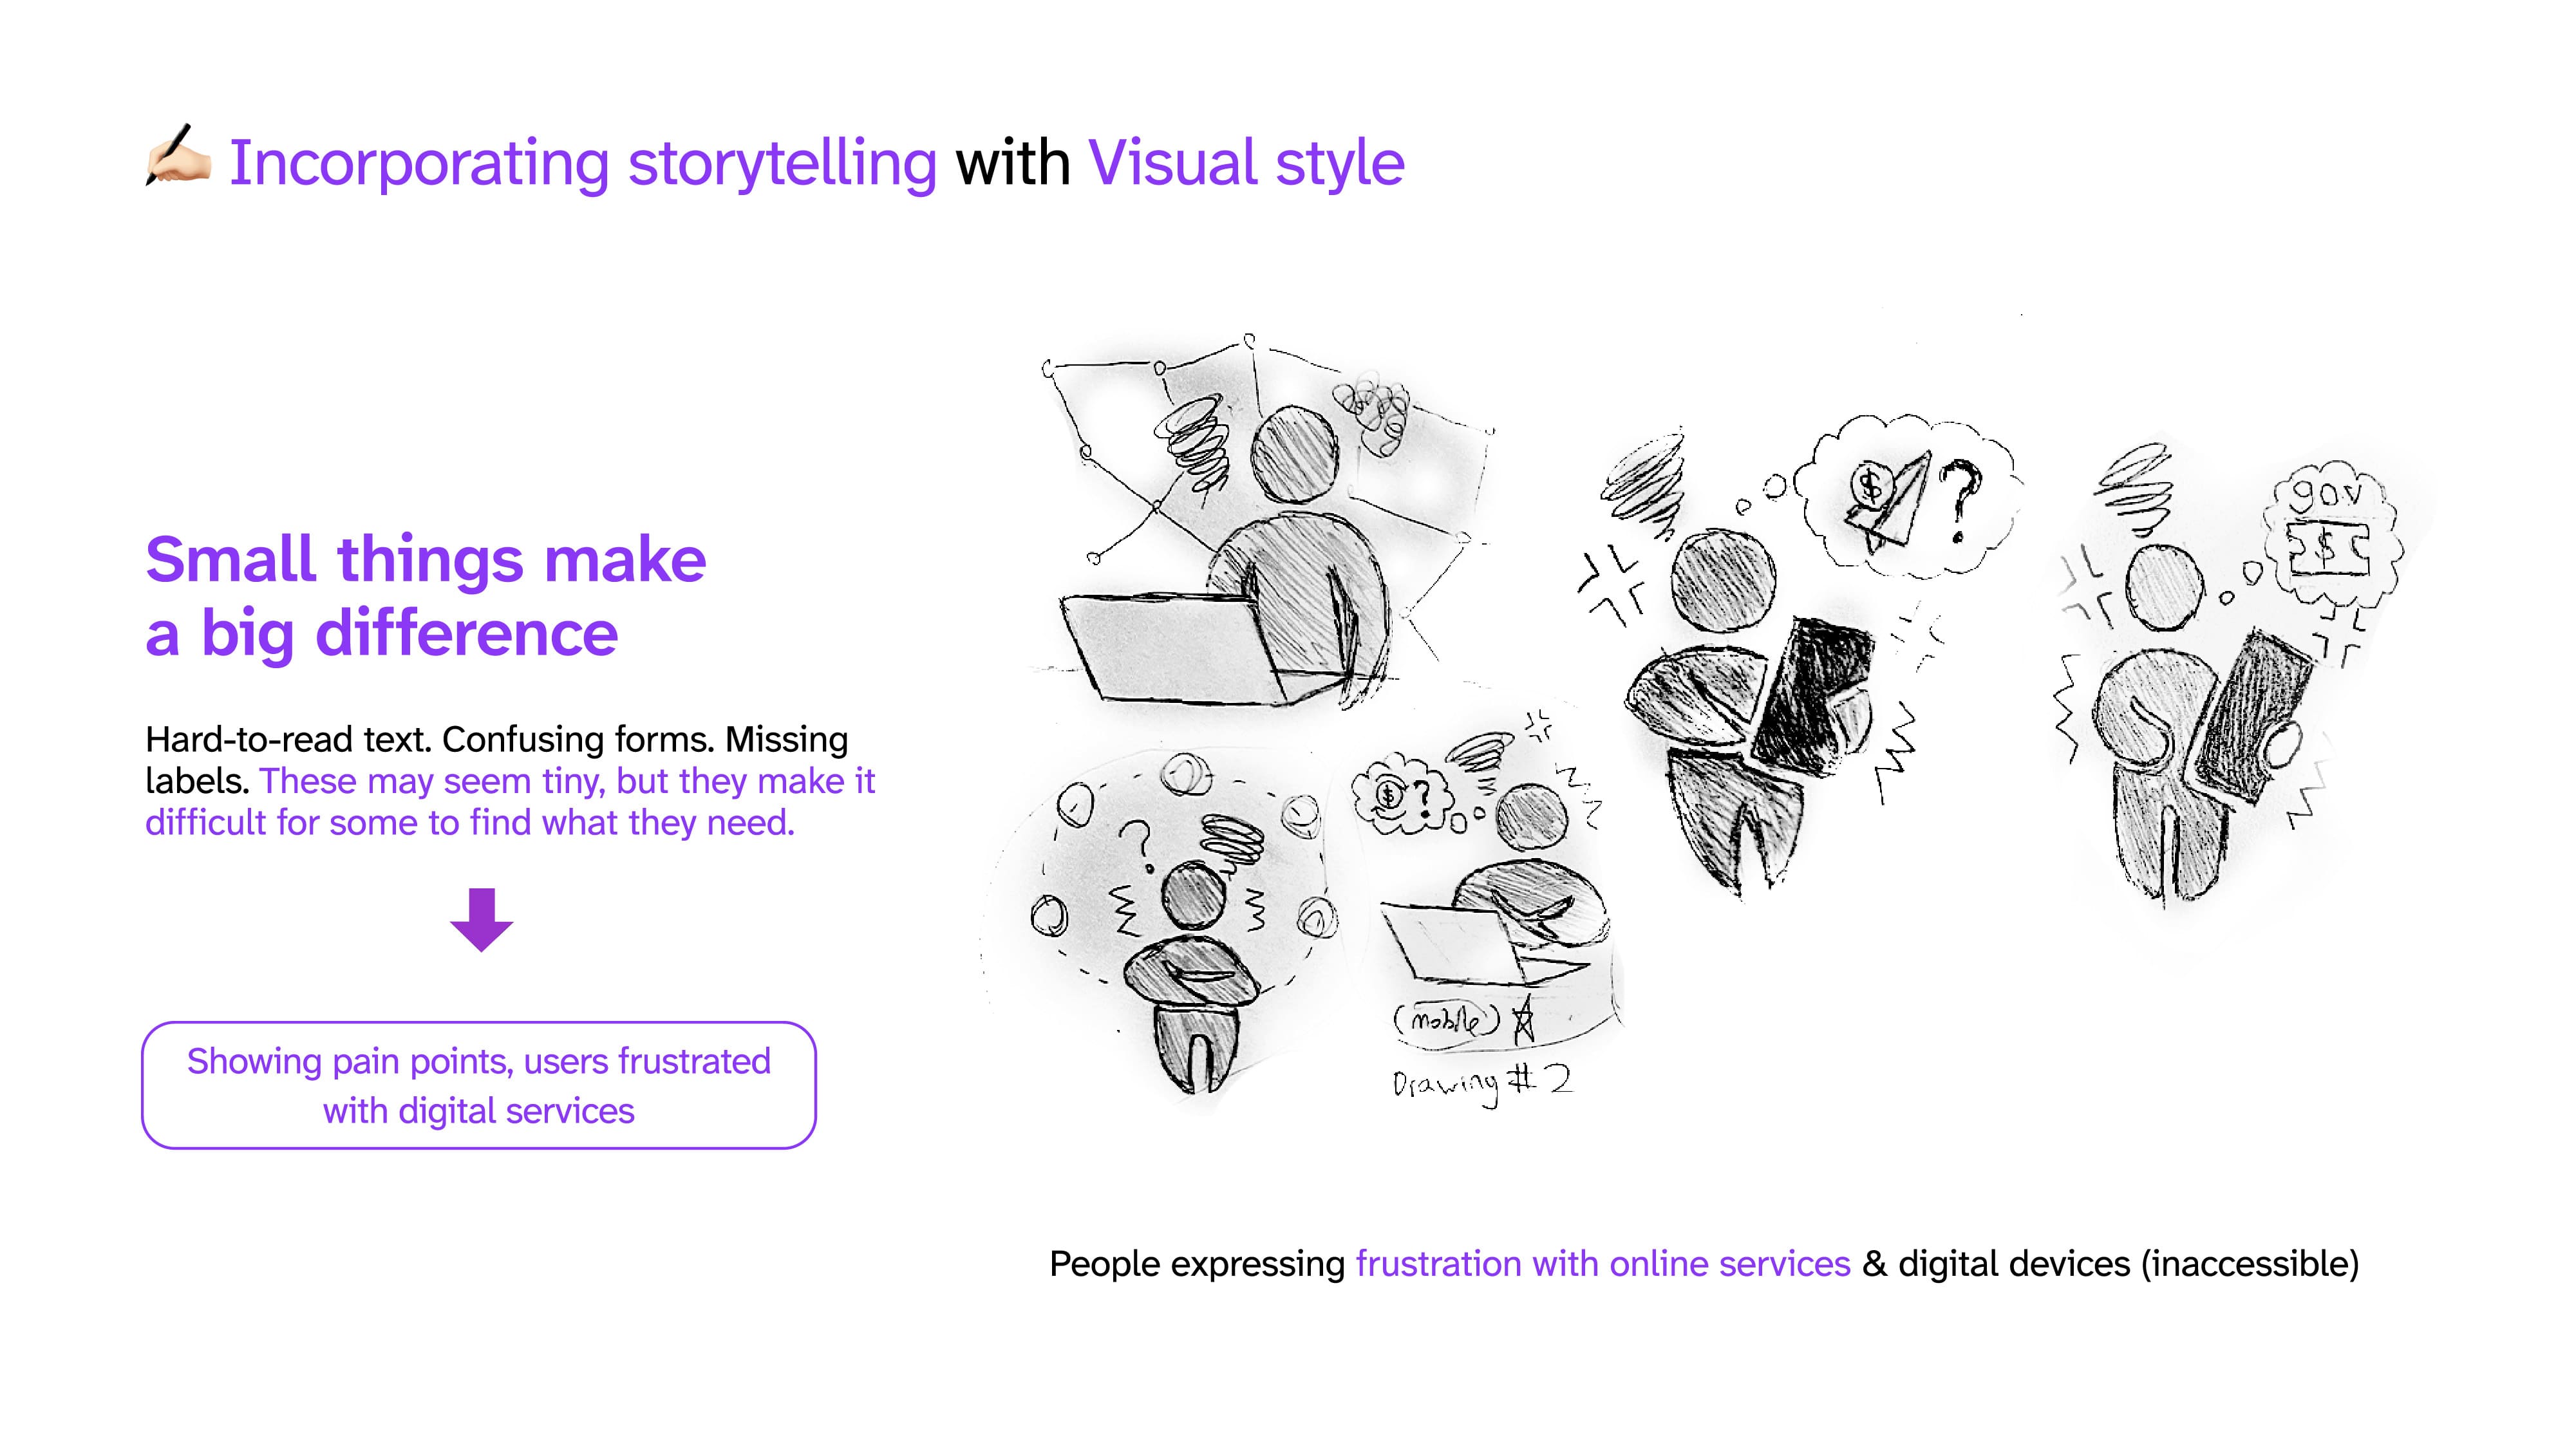 Incorporating storytelling with Visual style
Small things make
a big difference
Hard-to-read text. Confusing forms. Missing
labels. These may seem tiny, but they make it
difficult for some to find what they need.
Showing pain points, users frustrated
with digital services
$ ?
gov
$
?
$ ?
(mobile)
Drawing #2
People expressing frustration with online services & digital devices (inaccessible)